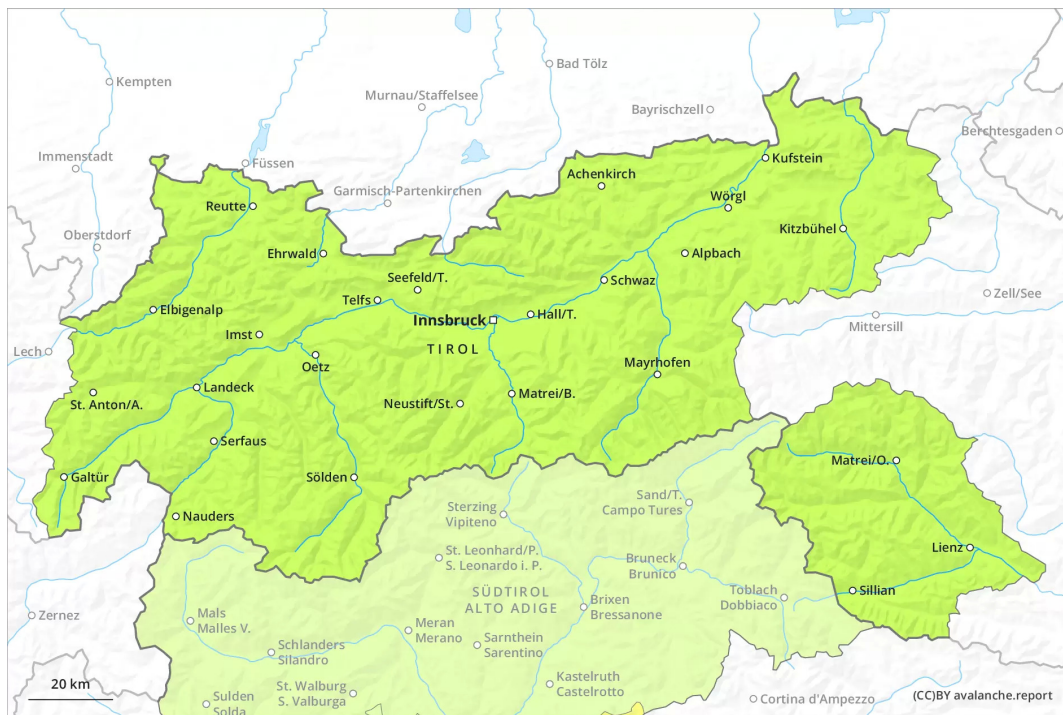 Kempten
Bad Tölz
Murnau/Staffelsee
Bayrischzell
Berchtesgaden
Immenstadt
Füssen
Kufstein
Garmisch-Partenkirchen
Achenkirch
Reutte
Wörgl
Oberstdorf
Kitzbühel
Ehrwald
Alpbach
Seefeld/T.
Schwaz
Zell/See
Telfs
Elbigenalp
Innsbruck
Hall/T.
Mittersill
Imst
TIROL
Lech
Oetz
Mayrhofen
Landeck
St. Anton/A.
Neustift/St.
Matrei/B.
Serfaus
Matrei/O.
Galtür
Sölden
Sand/T.
Campo Tures
Sterzing
Vipiteno
Nauders
Lienz
St. Leonhard/P.
S. Leonardo i. P.
Bruneck
Brunico
SÜDTIROL
ALTO ADIGE
Toblach
Dobbiaco
Sillian
Brixen
Bressanone
Zernez
Mals
Malles V.
Meran
Merano
Sarnthein
Sarentino
Schlanders
Silandro
St. Walburg
S. Valburga
Kastelruth
Castelrotto
20 km
Sulden
Solda
Cortina d'Ampezzo
(CC)BY avalanche.report